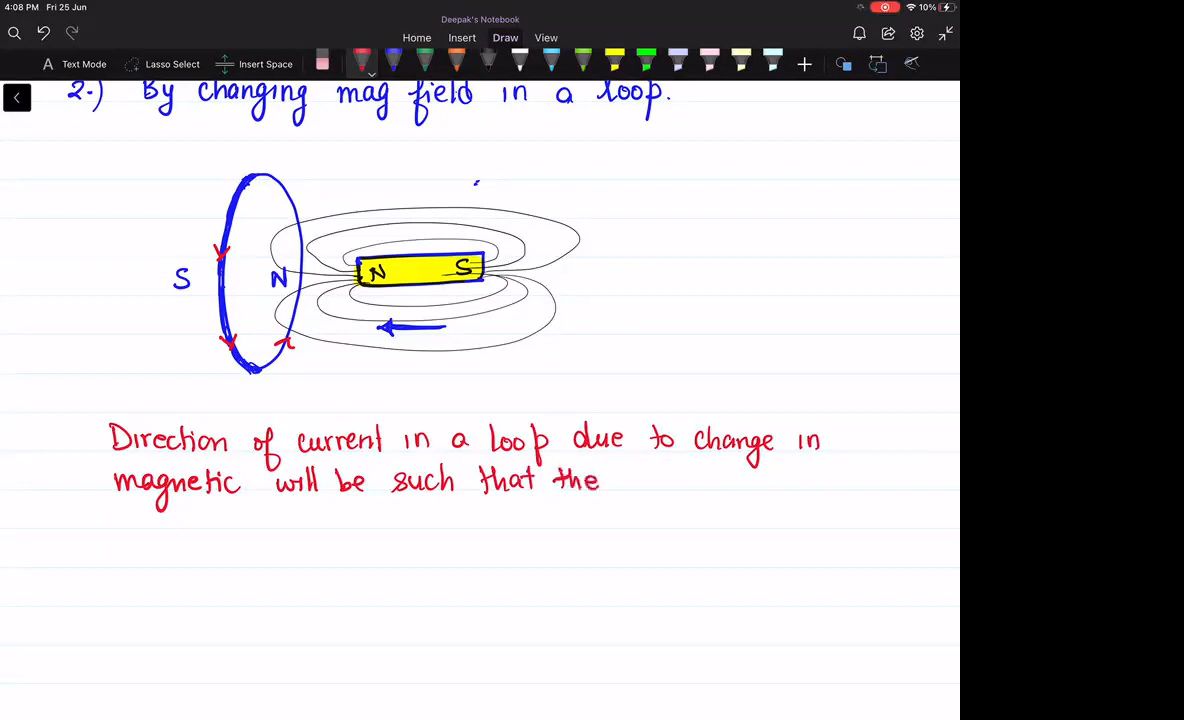 4:08 PM Fri 25 Jun
10%
Deepak's Notebook
Home Insert Draw View
Text Mode Lasso Select Insert Space
2.) By changing mag field in a loop.
S N N S
Direction of current in a loop due to change in
magnetic will be such that the